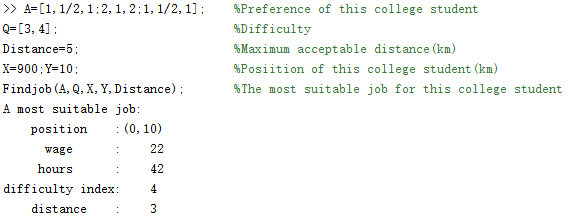 >> A=[1,1/2,1;2,1,2;1,1/2,1]; %Preference of this college student
Q=[3,4]; %Difficulty
Distance=5; %Maximum acceptable distance(km)
X=900;Y=10; %Posiition of this college student(km)
Findjob(A,Q,X,Y,Distance); %The most suitable job for this college student
A most suitable job:
position :(0,10)
wage : 22
hours : 42
difficulty index: 4
distance : 3